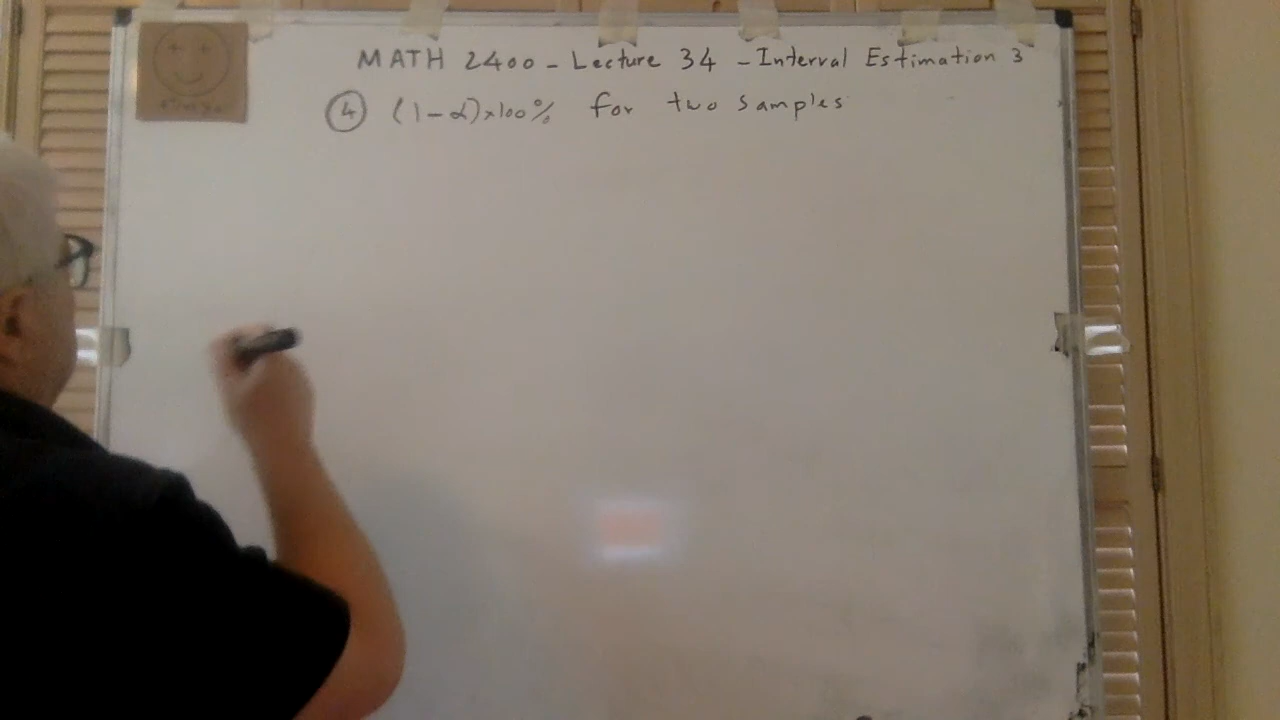 MATH 2400 - Lecture 34 - Interval Estimation 3
④ (1-α)×100% for two samples